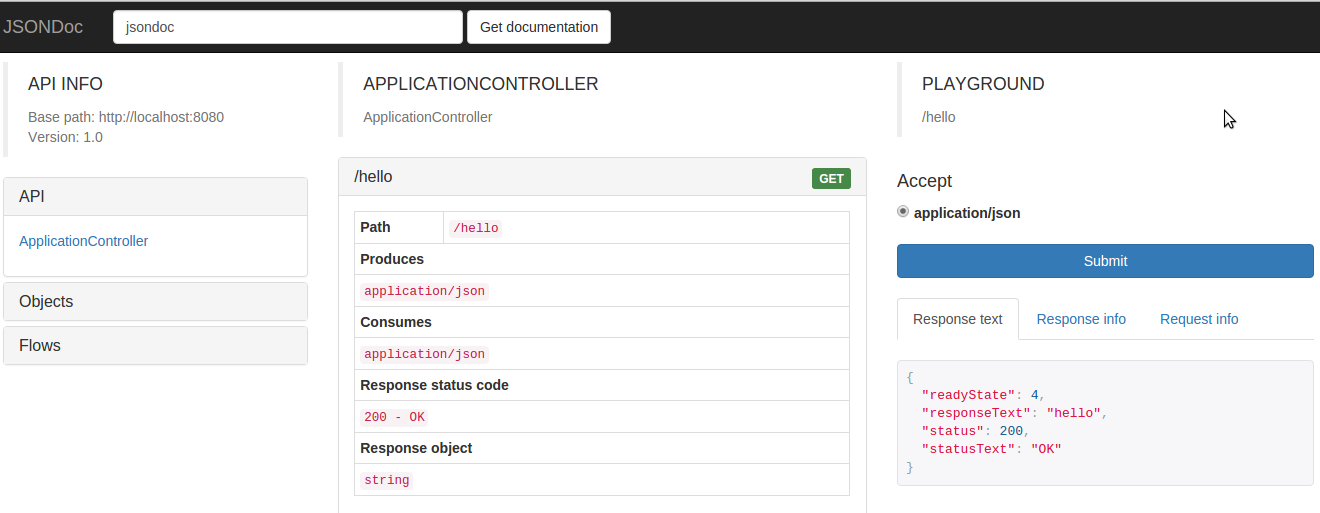 JSONDoc jsondoc Get documentation
API INFO
Base path: http://localhost:8080
Version: 1.0
API
ApplicationController
Objects
Flows
APPLICATIONCONTROLLER
ApplicationController
/hello GET
Path /hello
Produces
application/json
Consumes
application/json
Response status code
200 - OK
Response object
string
PLAYGROUND
/hello
Accept
application/json
Submit
Response text Response info Request info
{
"readyState": 4,
"responseText": "hello",
"status": 200,
"statusText": "OK"
}